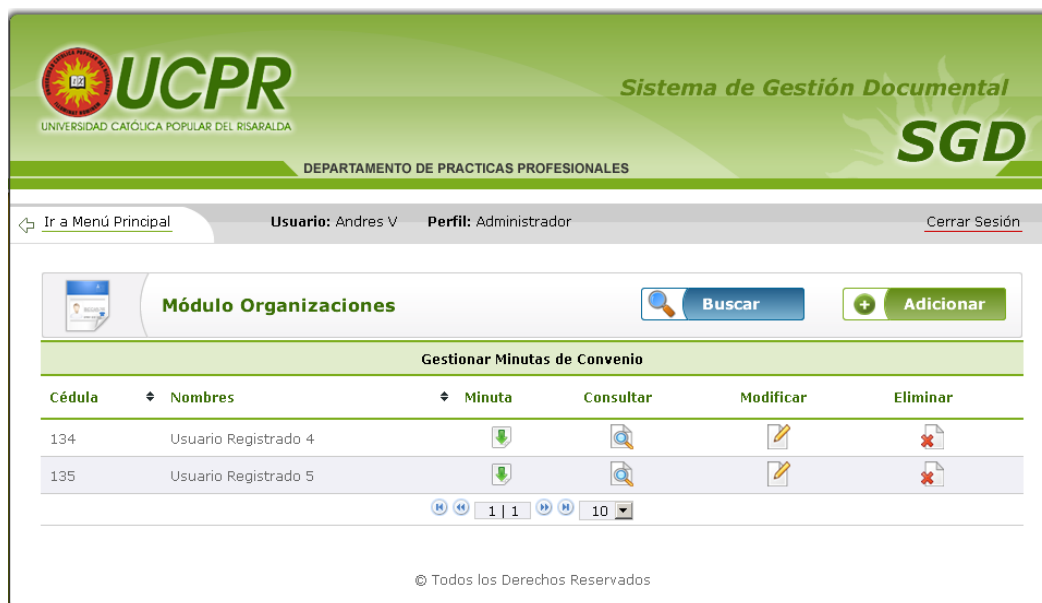 UCPR
UNIVERSIDAD CATÓLICA POPULAR DEL RISARALDA
Sistema de Gestión Documental
SGD
DEPARTAMENTO DE PRACTICAS PROFESIONALES
Ir a Menú Principal Usuario: Andres V Perfil: Administrador Cerrar Sesión
Módulo Organizaciones Buscar Adicionar
Gestionar Minutas de Convenio
Cédula Nombres Minuta Consultar Modificar Eliminar
134 Usuario Registrado 4
135 Usuario Registrado 5
1 | 1 10
© Todos los Derechos Reservados